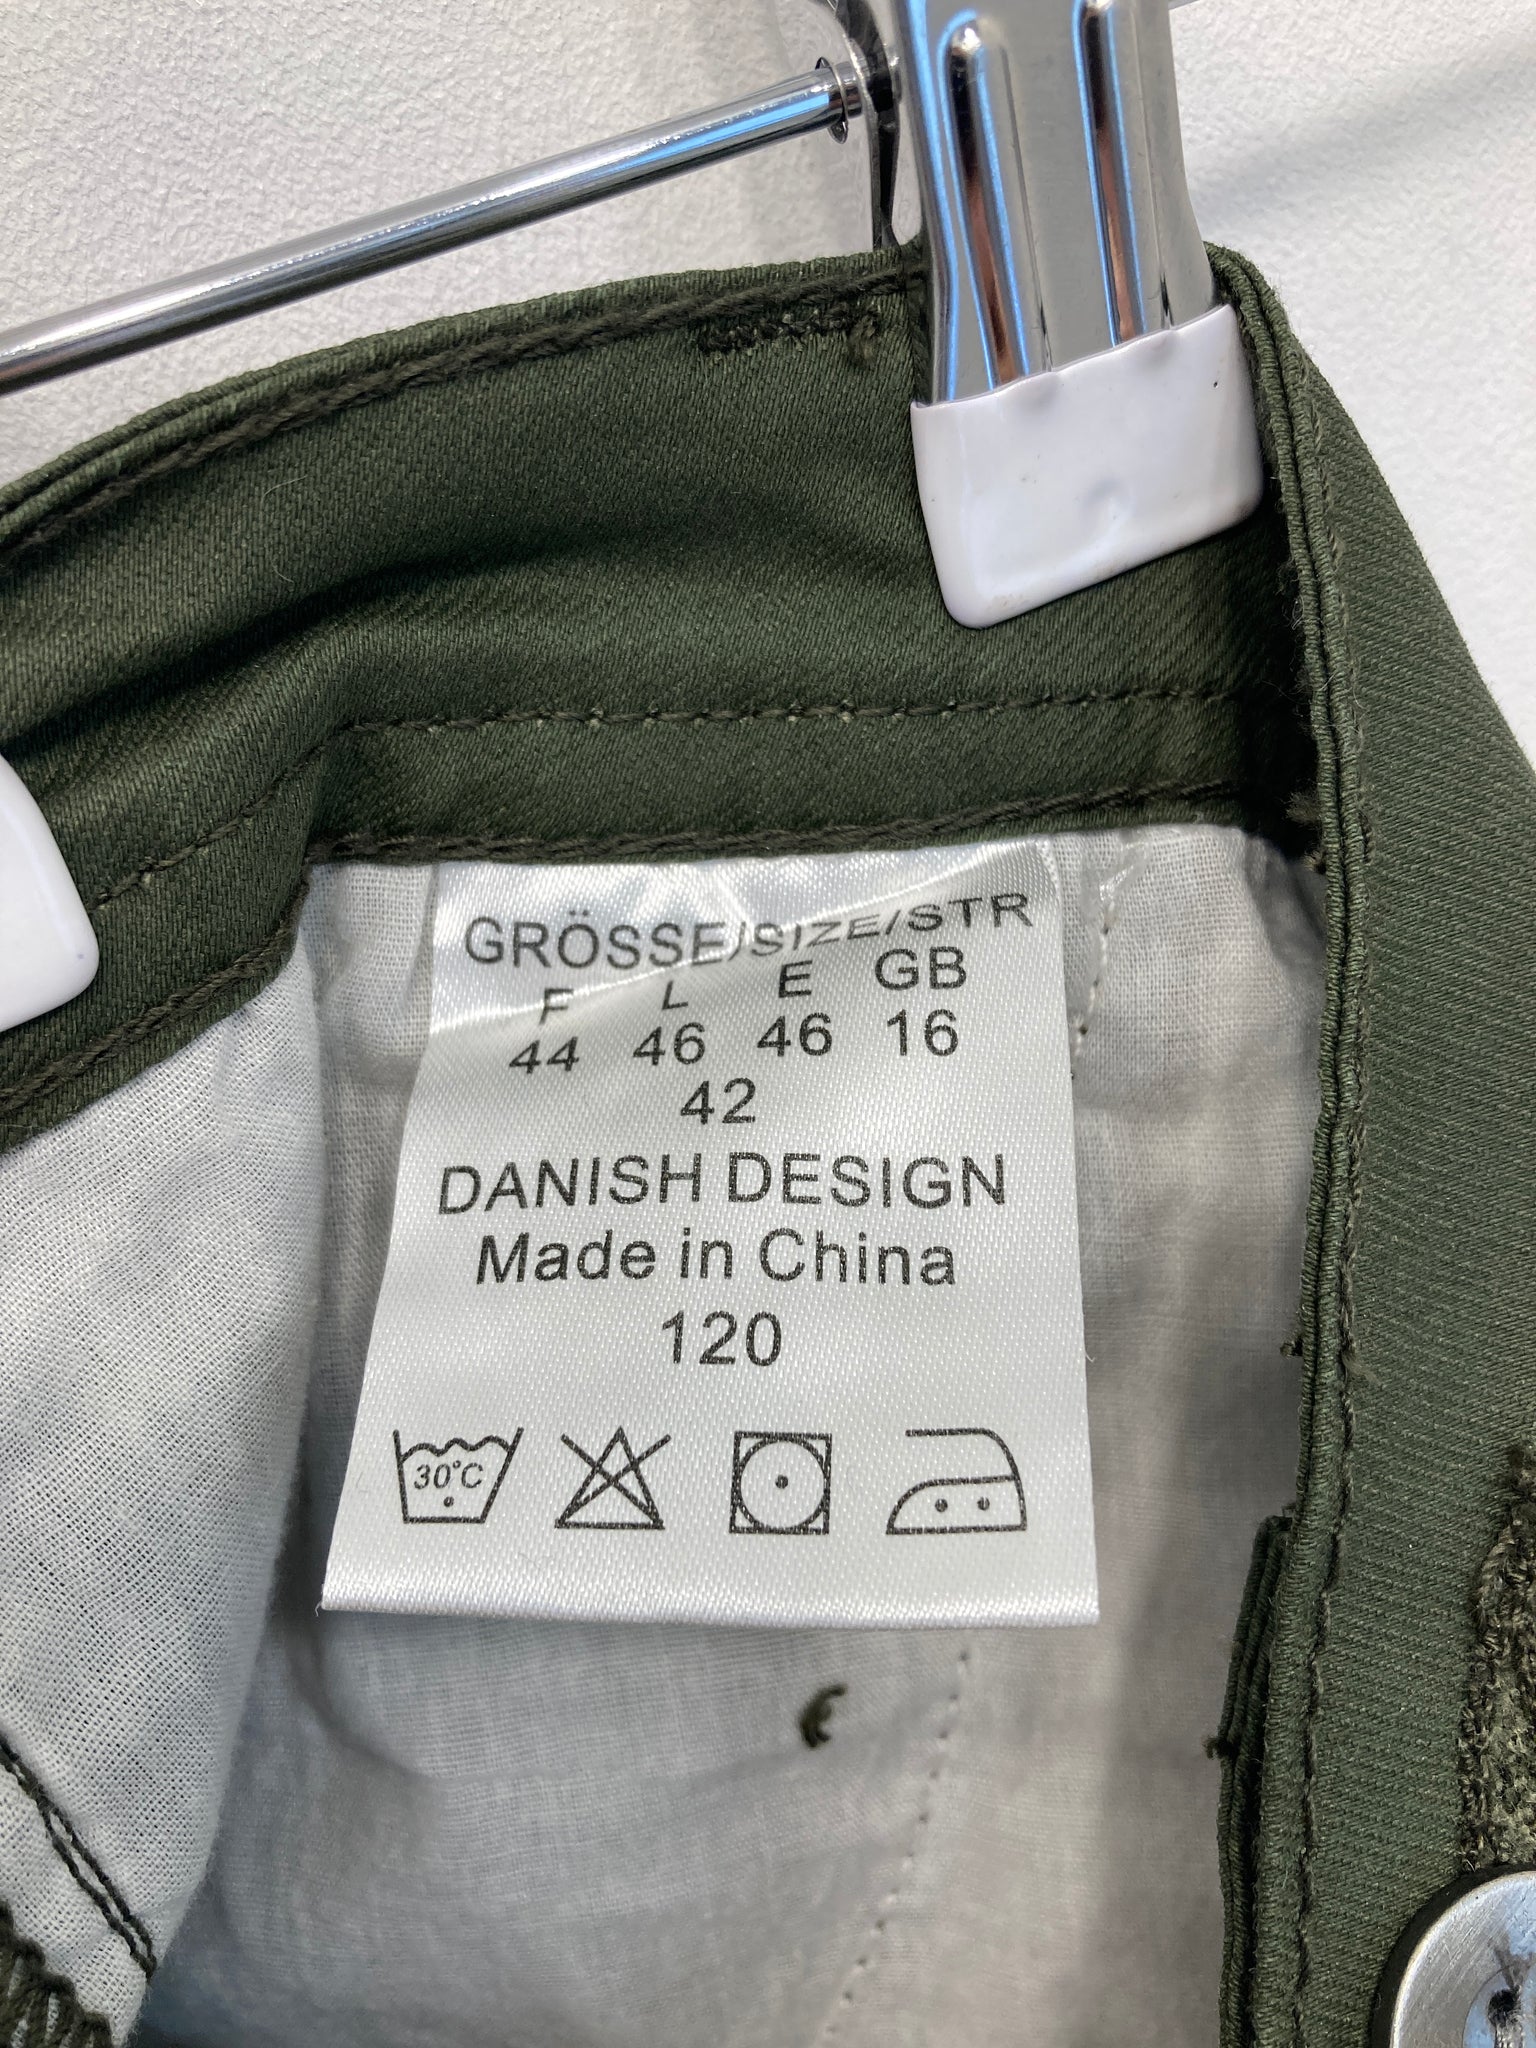 GRÖSSE/SIZE/STR
F L E GB
44 46 46 16
42
DANISH DESIGN
Made in China
120
30°C